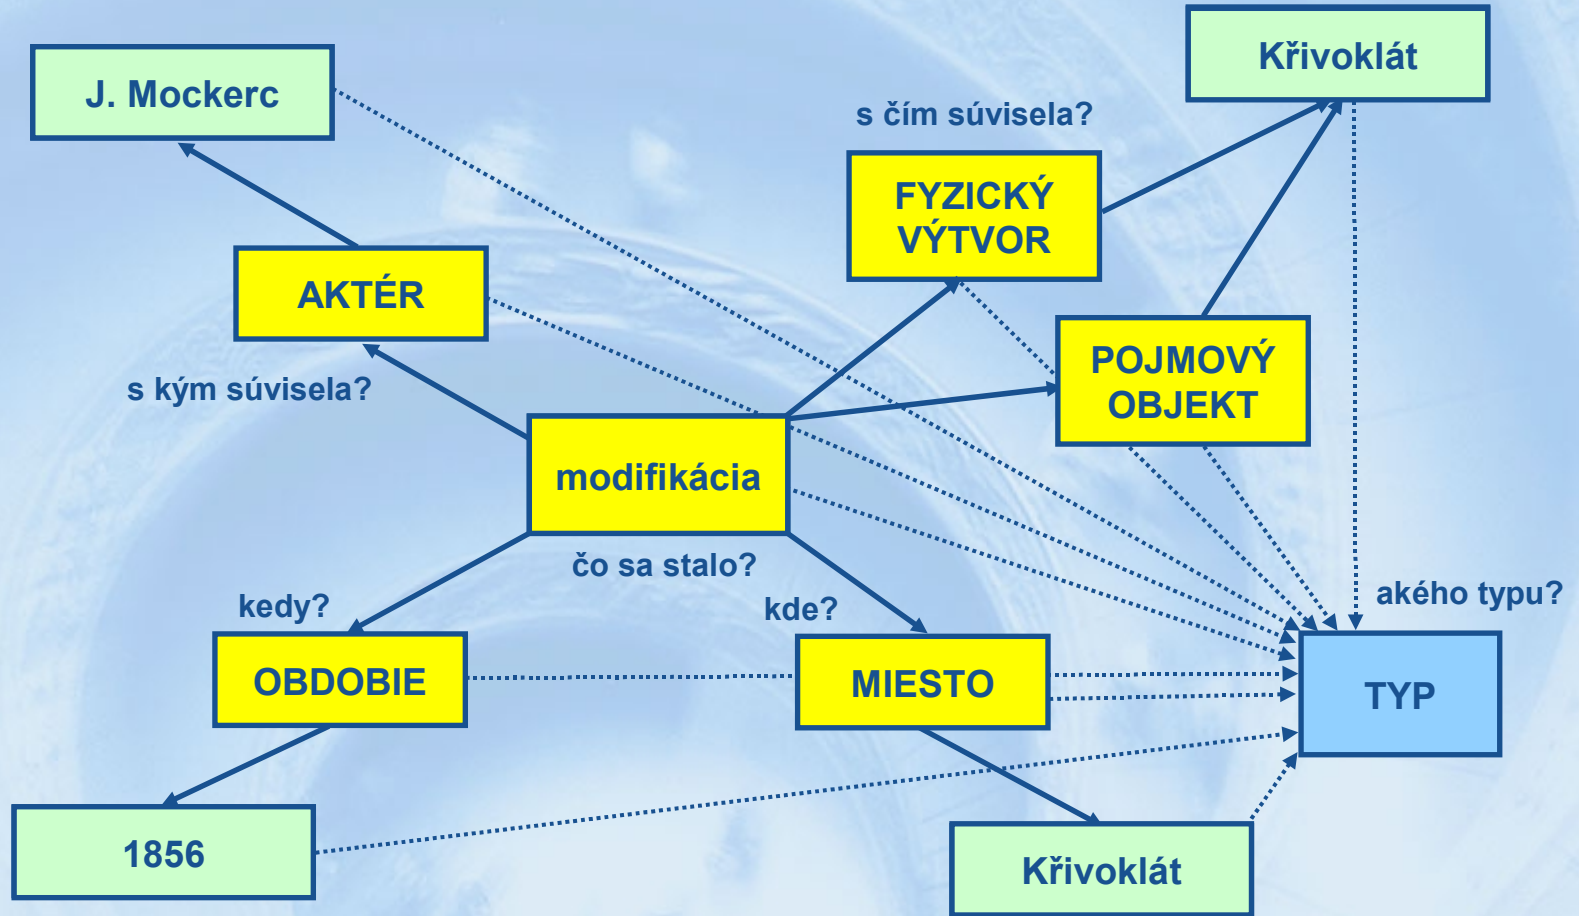 Křivoklát
J. Mockerc
s čím súvisela?
FYZICKÝ
VÝTVOR
AKTÉR
POJMOVÝ
OBJEKT
s kým súvisela?
modifikácia
čo sa stalo?
kedy?
kde?
akého typu?
OBDOBIE
MIESTO
TYP
1856
Křivoklát